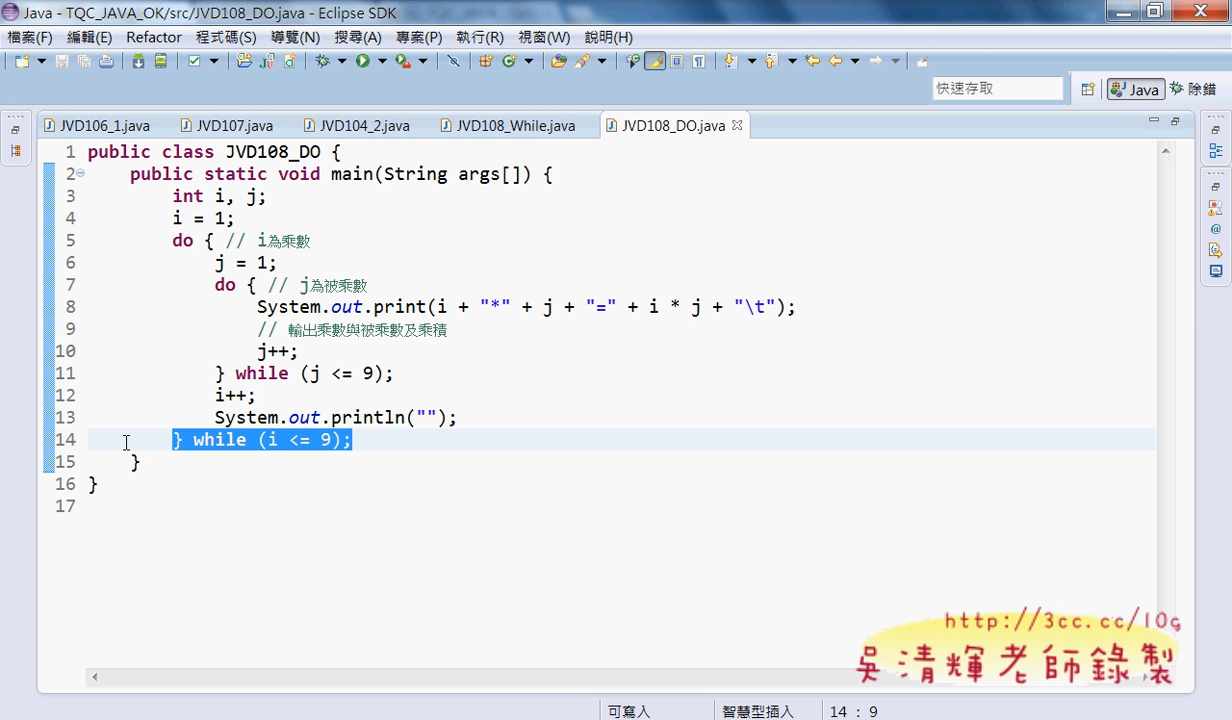 Java - TQC_JAVA_OK/src/JVD108_DO.java - Eclipse SDK
檔案(F) 編輯(E) Refactor 程式碼(S) 導覽(N) 搜尋(A) 專案(P) 執行(R) 視窗(W) 說明(H)
快速存取 Java 除錯
JVD106_1.java JVD107.java JVD104_2.java JVD108_While.java JVD108_DO.java
1 public class JVD108_DO {
2 public static void main(String args[]) {
3 int i, j;
4 i = 1;
5 do { // i為乘數
6 j = 1;
7 do { // j為被乘數
8 System.out.print(i + "*" + j + "=" + i * j + "\t");
9 // 輸出乘數與被乘數及乘積
10 j++;
11 } while (j <= 9);
12 i++;
13 System.out.println("");
14 } while (i <= 9);
15 }
16 }
17
http://3cc.cc/10g
吳清輝老師錄製
可寫入 智慧型插入 14 : 9